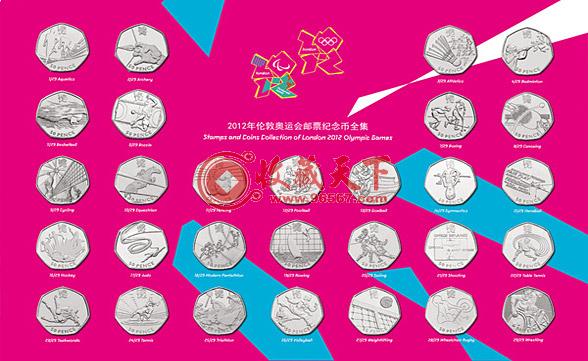 2012年伦敦奥运会邮票纪念币全集
Stamps and Coins Collection of London 2012 Olympic Games
50 PENCE
1/29 Aquatics
2/29 Archery
3/29 Athletics
4/29 Badminton
5/29 Basketball
6/29 Boccia
7/29 Boxing
8/29 Canoeing
9/29 Cycling
10/29 Equestrian
11/29 Fencing
12/29 Football
13/29 Goalball
14/29 Gymnastics
15/29 Handball
收藏天下
www.96567.com
16/29 Hockey
17/29 Judo
18/29 Modern Pentathlon
19/29 Rowing
20/29 Sailing
21/29 Shooting
22/29 Table Tennis
23/29 Taekwondo
24/29 Tennis
25/29 Triathlon
26/29 Volleyball
27/29 Weightlifting
28/29 Wheelchair Rugby
29/29 Wrestling